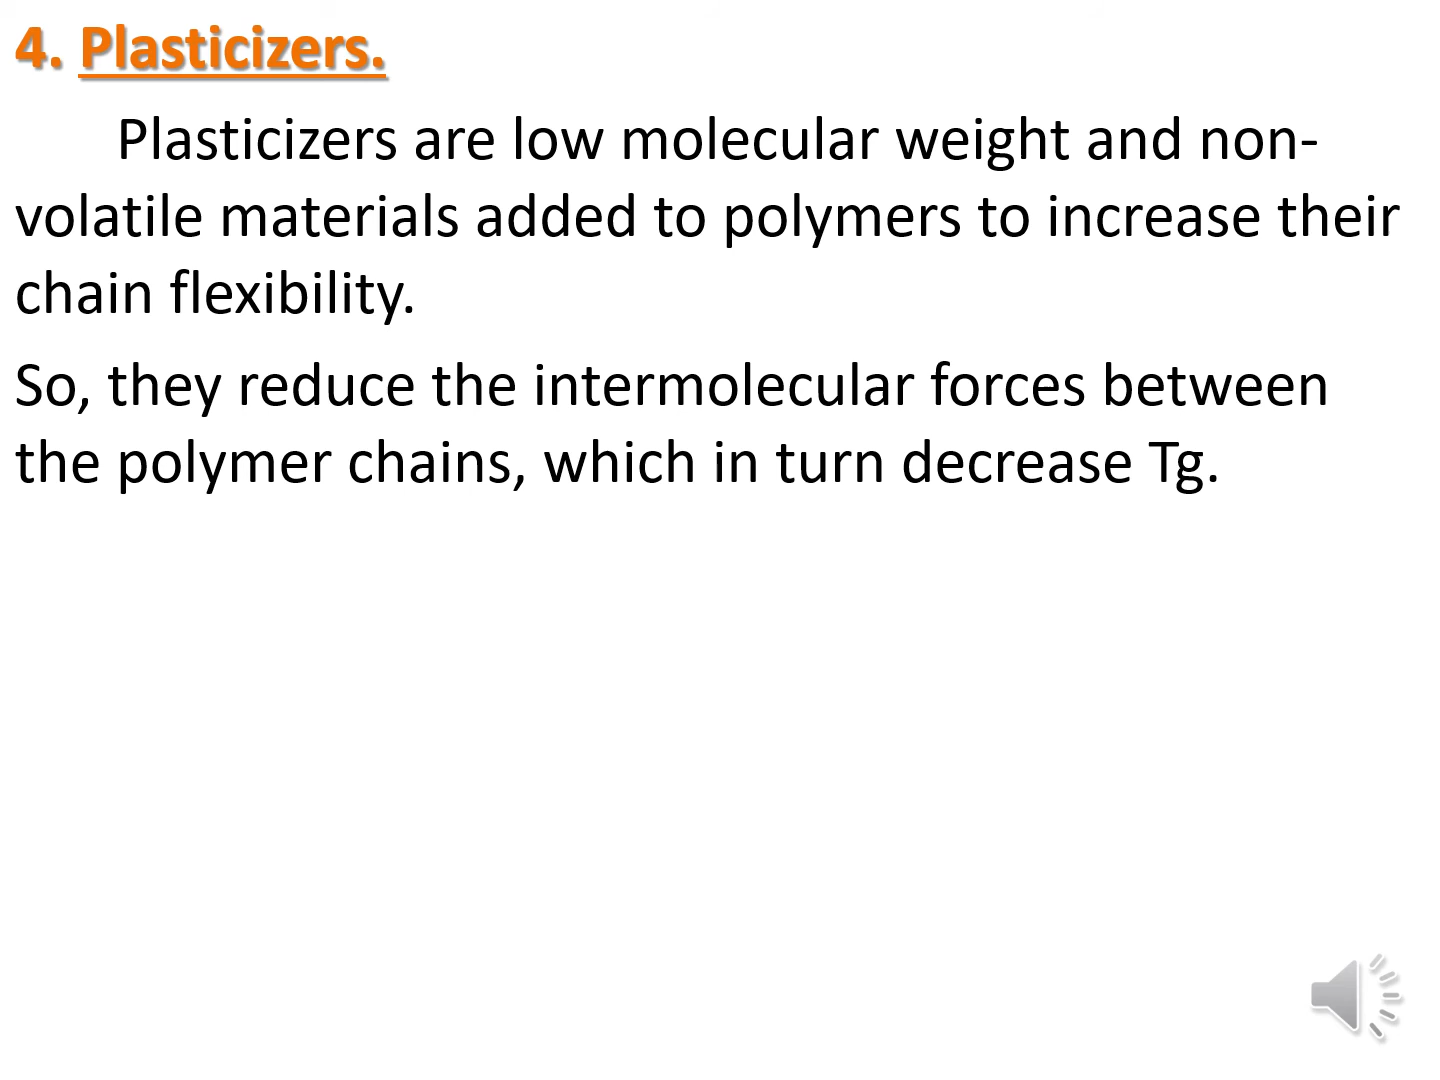 4. Plasticizers.
Plasticizers are low molecular weight and non-
volatile materials added to polymers to increase their
chain flexibility.
So, they reduce the intermolecular forces between
the polymer chains, which in turn decrease Tg.